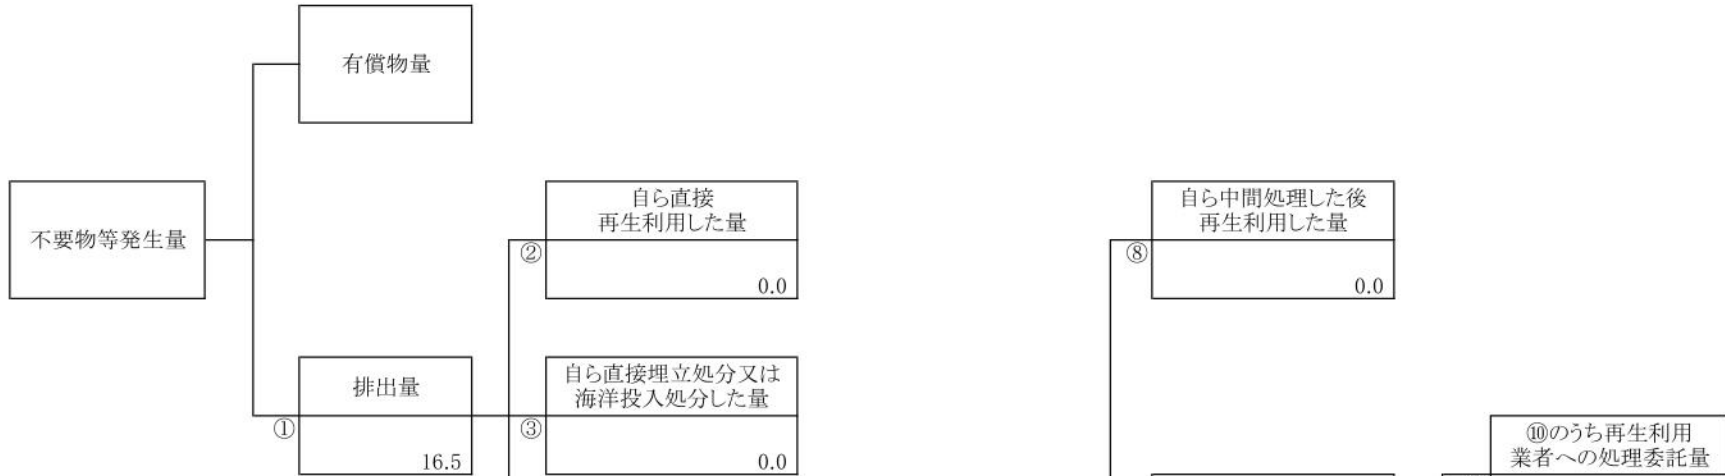 有償物量
不要物等発生量
自ら直接
再生利用した量
②
0.0
自ら中間処理した後
再生利用した量
⑧
0.0
排出量
①
16.5
自ら直接埋立処分又は
海洋投入処分した量
③
0.0
⑩のうち再生利用
業者への処理委託量